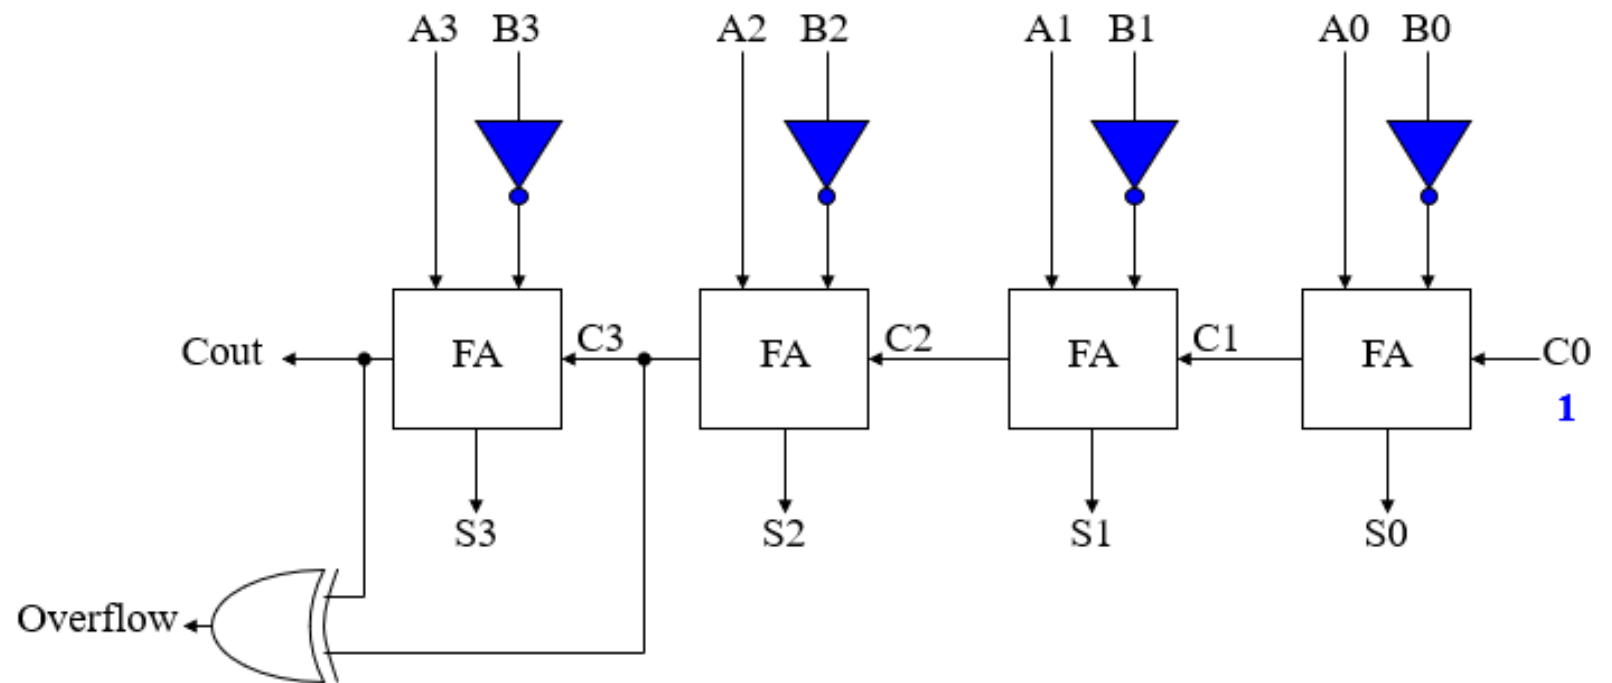 A3 B3 A2 B2 A1 B1 A0 B0
Cout FA C3 FA C2 FA C1 FA C0
1
S3 S2 S1 S0
Overflow